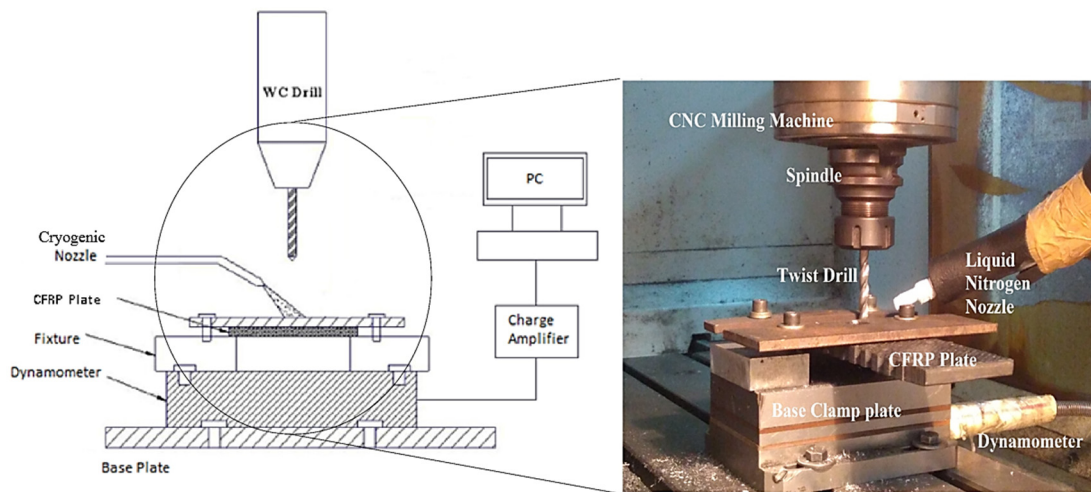 WC Drill
PC
Cryogenic
Nozzle
CFRP Plate
Charge
Amplifier
Fixture
Dynamometer
Base Plate
CNC Milling Machine
Spindle
Twist Drill
Liquid
Nitrogen
Nozzle
CFRP Plate
Base Clamp plate
Dynamometer